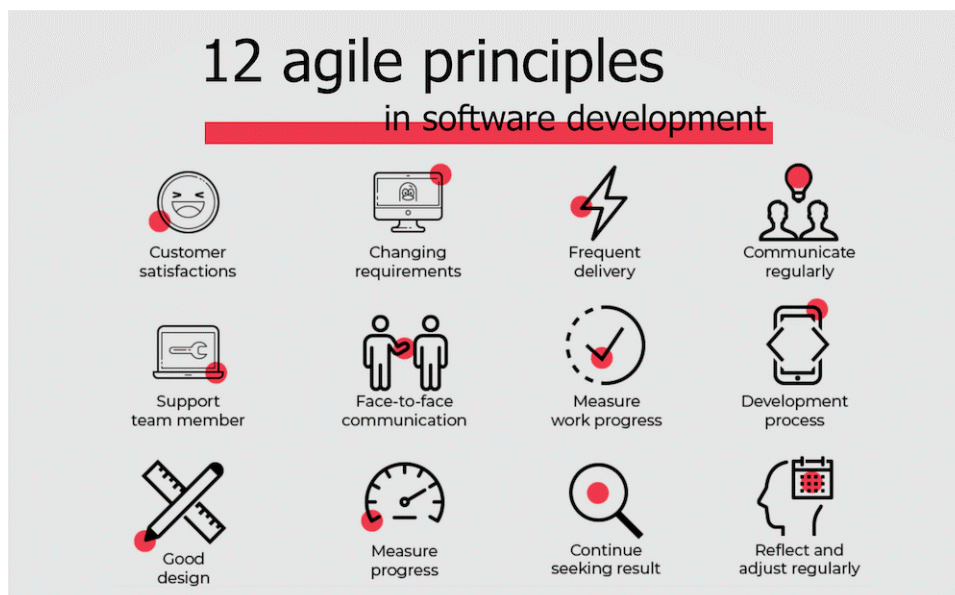 12 agile principles
in software development
Customer
satisfactions
Changing
requirements
Frequent
delivery
Communicate
regularly
Support
team member
Face-to-face
communication
Measure
work progress
Development
process
Good
design
Measure
progress
Continue
seeking result
Reflect and
adjust regularly